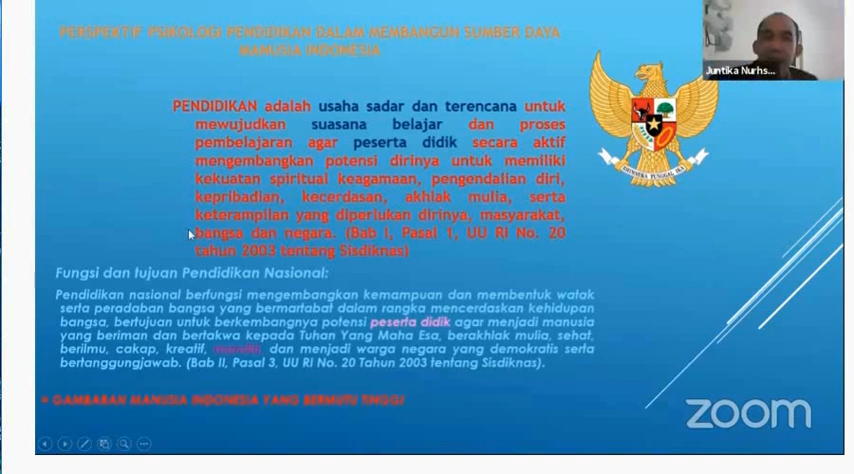 PERSPEKTIF PSIKOLOGI PENDIDIKAN DALAM MEMBANGUN SUMBER DAYA
MANUSIA INDONESIA
Juntika Nurhs...
PENDIDIKAN adalah usaha sadar dan terencana untuk
mewujudkan suasana belajar dan proses
pembelajaran agar peserta didik secara aktif
mengembangkan potensi dirinya untuk memiliki
kekuatan spiritual keagamaan, pengendalian diri,
kepribadian, kecerdasan, akhlak mulia, serta
keterampilan yang diperlukan dirinya, masyarakat,
bangsa dan negara. (Bab I, Pasal 1, UU RI No. 20
tahun 2003 tentang Sisdiknas)
BHINNEKA TUNGGAL IKA
Fungsi dan tujuan Pendidikan Nasional:
Pendidikan nasional berfungsi mengembangkan kemampuan dan membentuk watak
serta peradaban bangsa yang bermartabat dalam rangka mencerdaskan kehidupan
bangsa, bertujuan untuk berkembangnya potensi peserta didik agar menjadi manusia
yang beriman dan bertakwa kepada Tuhan Yang Maha Esa, berakhlak mulia, sehat,
berilmu, cakap, kreatif, mandiri, dan menjadi warga negara yang demokratis serta
bertanggungjawab. (Bab II, Pasal 3, UU RI No. 20 Tahun 2003 tentang Sisdiknas).
= GAMBARAN MANUSIA INDONESIA YANG BERMUTU TINGGI
zoom